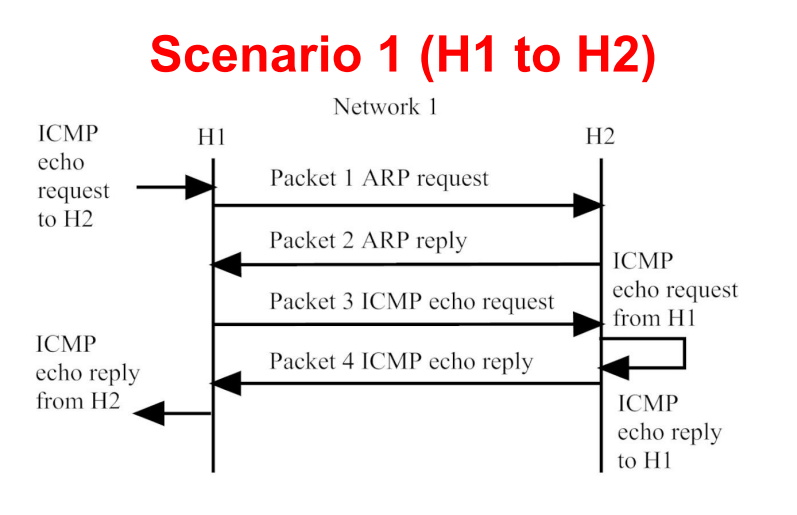 Scenario 1 (H1 to H2)
Network 1
ICMP
echo
request
to H2
H1
H2
Packet 1 ARP request
Packet 2 ARP reply
ICMP
echo request
from H1
Packet 3 ICMP echo request
ICMP
echo reply
from H2
Packet 4 ICMP echo reply
ICMP
echo reply
to H1